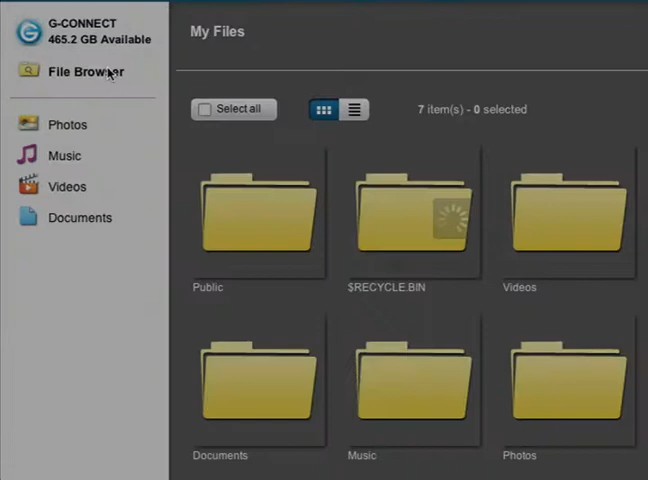 G-CONNECT
465.2 GB Available
File Browser
Photos
Music
Videos
Documents
My Files
Select all
7 item(s) - 0 selected
Public
$RECYCLE.BIN
Videos
Documents
Music
Photos